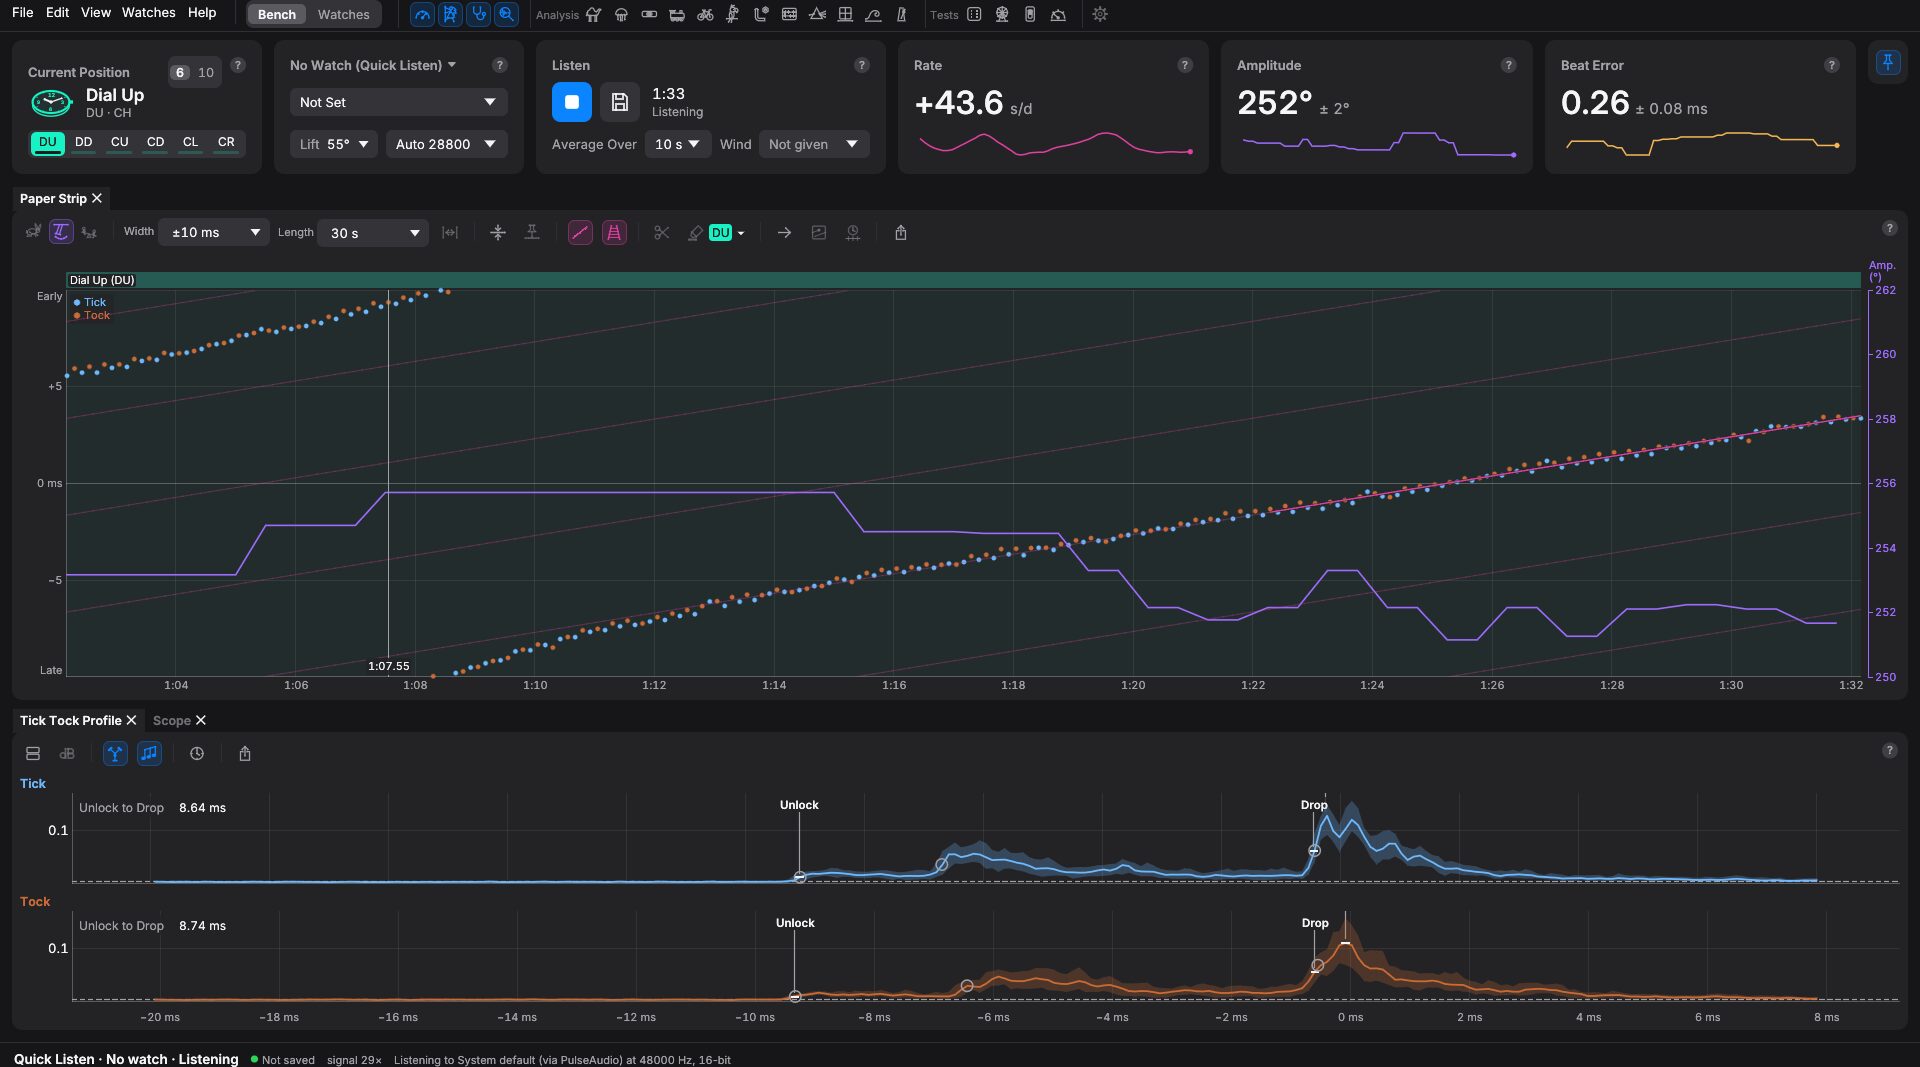 File Edit View Watches Help Bench Watches Analysis Tests
Current Position 6 10 ?
Dial Up
DU · CH
DU DD CU CD CL CR
No Watch (Quick Listen) ?
Not Set
Lift 55° Auto 28800
Listen ?
1:33
Listening
Average Over 10 s Wind Not given
Rate ?
+43.6 s/d
Amplitude ?
252° ± 2°
Beat Error ?
0.26 ± 0.08 ms
Paper Strip
Width ±10 ms Length 30 s DU ?
Dial Up (DU)
Amp.
(°)
Early
Tick
Tock
+5
0 ms
−5
Late
262
260
258
256
254
252
250
1:07.55
1:04 1:06 1:08 1:10 1:12 1:14 1:16 1:18 1:20 1:22 1:24 1:26 1:28 1:30 1:32
Tick Tock Profile Scope
dB ?
Tick
Unlock to Drop 8.64 ms
Unlock Drop
0.1
Tock
Unlock to Drop 8.74 ms
Unlock Drop
0.1
−20 ms −18 ms −16 ms −14 ms −12 ms −10 ms −8 ms −6 ms −4 ms −2 ms 0 ms 2 ms 4 ms 6 ms 8 ms
Quick Listen · No watch · Listening Not saved signal 29× Listening to System default (via PulseAudio) at 48000 Hz, 16-bit